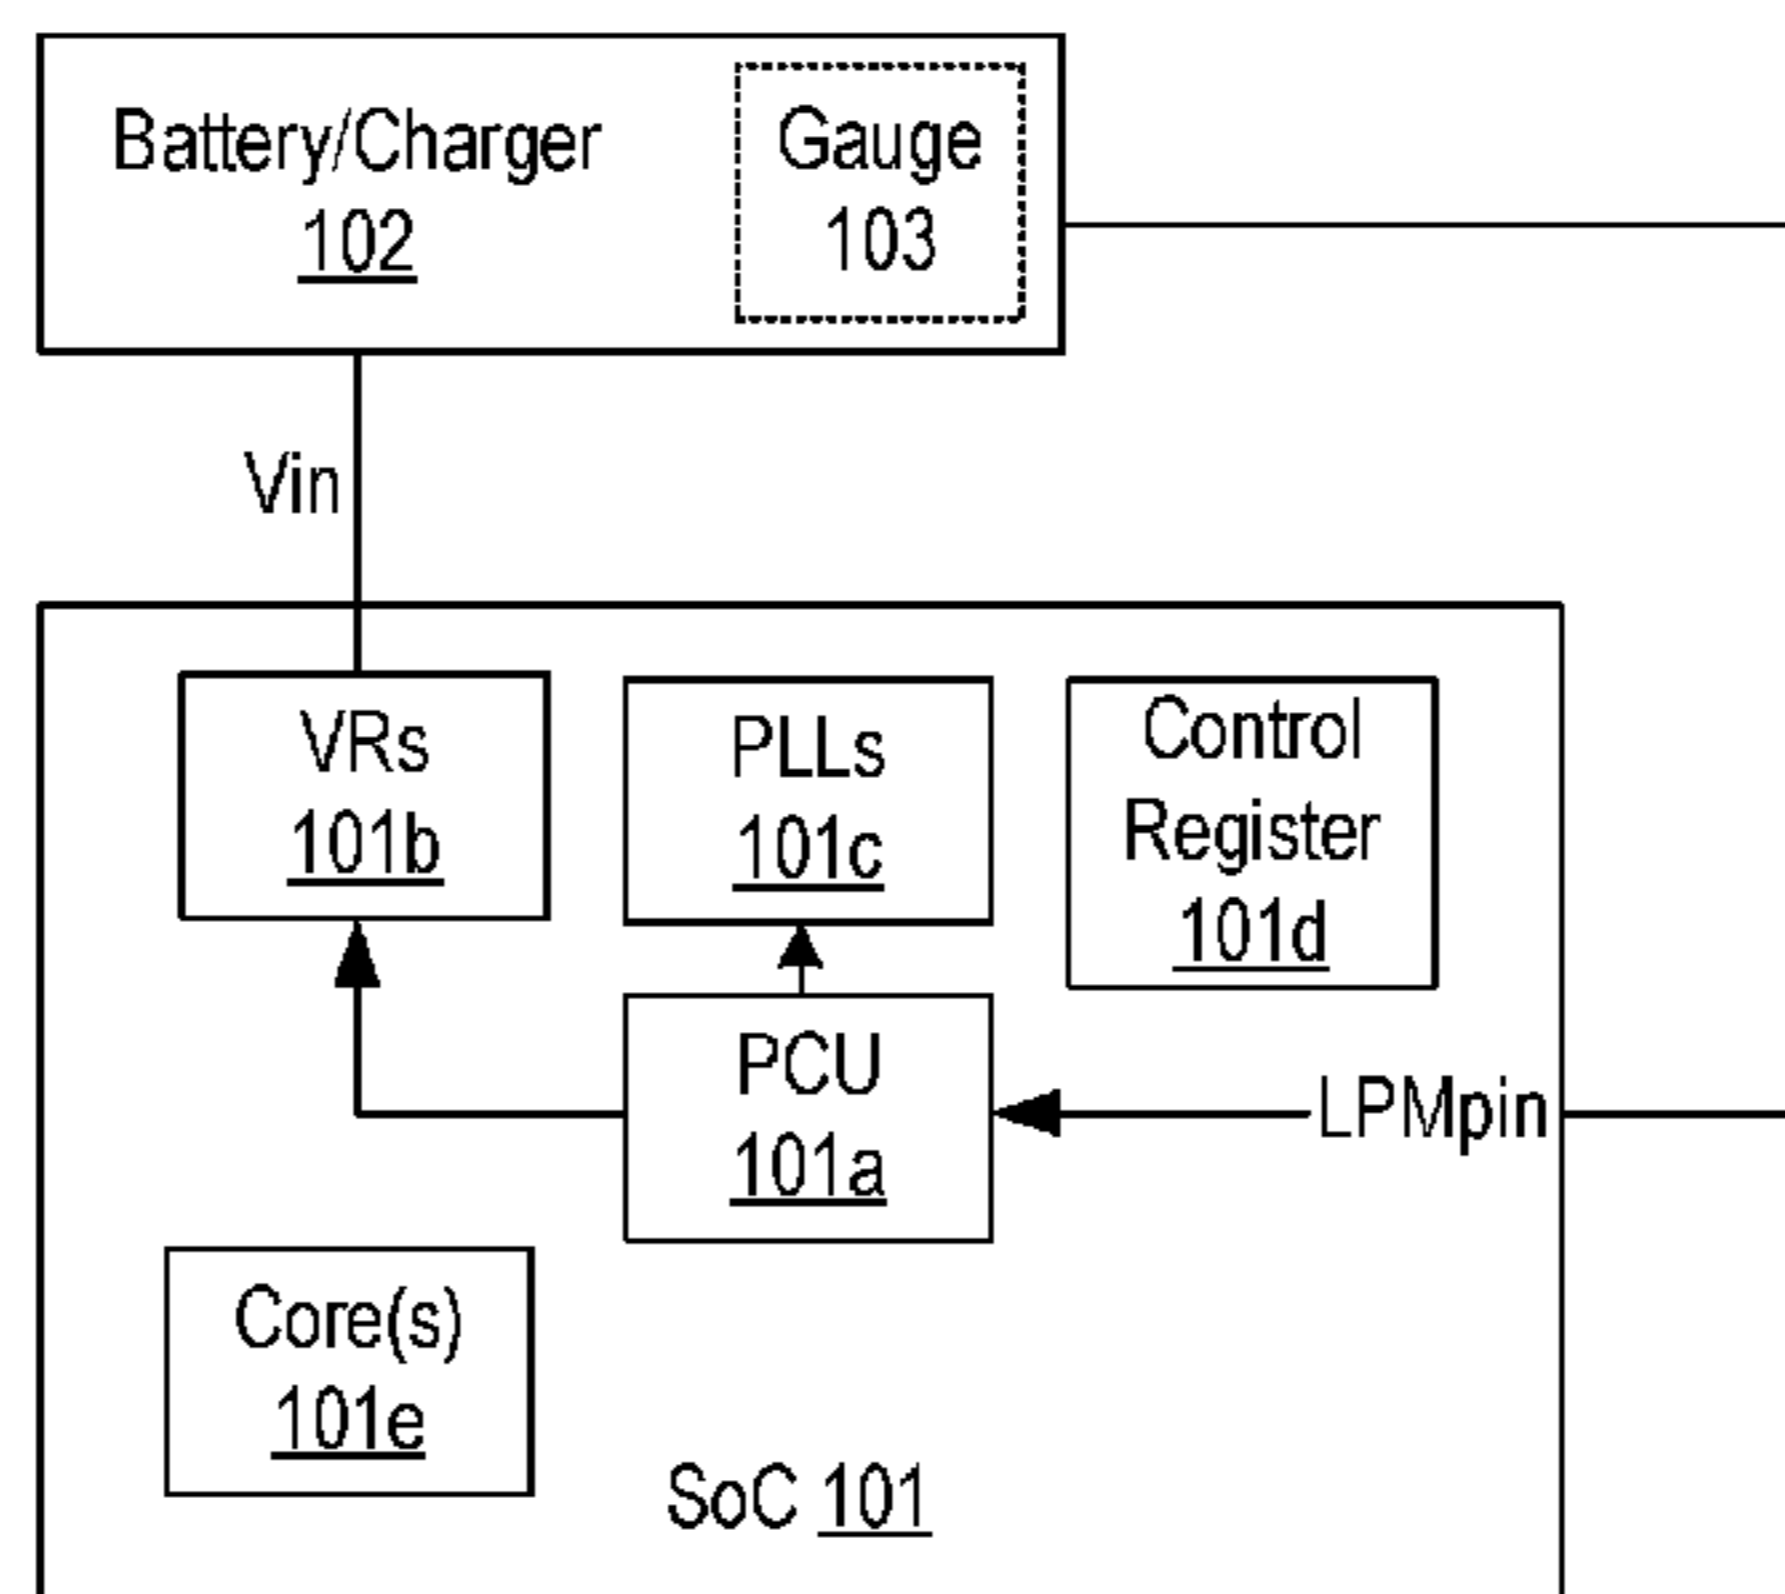 Battery/Charger
102
Gauge
103
Vin
VRs
101b
PLLs
101c
Control
Register
101d
PCU
101a
LPMpin
Core(s)
101e
SoC 101